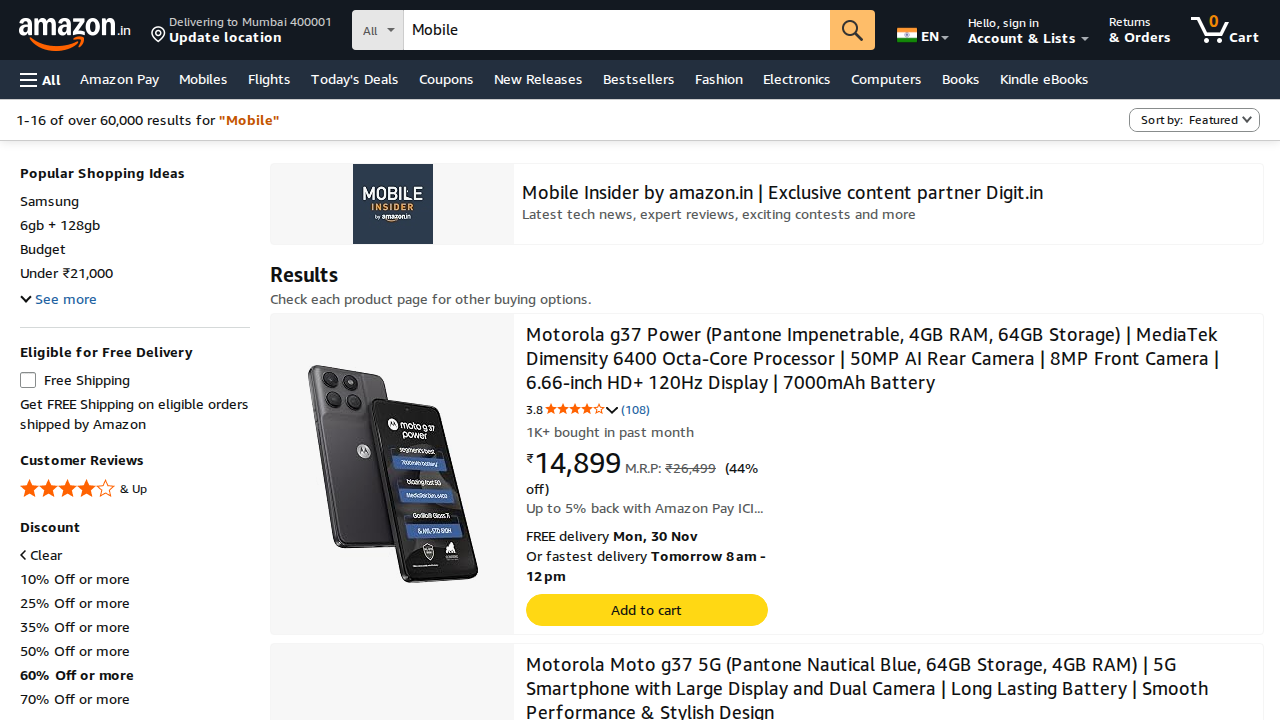 amazon.in
Delivering to Mumbai 400001
Update location
All
Mobile
EN
Hello, sign in
Account & Lists
Returns
& Orders
0
Cart
All
Amazon Pay
Mobiles
Flights
Today's Deals
Coupons
New Releases
Bestsellers
Fashion
Electronics
Computers
Books
Kindle eBooks
1-16 of over 60,000 results for "Mobile"
Sort by: Featured
Popular Shopping Ideas
Samsung
6gb + 128gb
Budget
Under ₹21,000
See more
Eligible for Free Delivery
Free Shipping
Get FREE Shipping on eligible orders
shipped by Amazon
Customer Reviews
& Up
Discount
Clear
10% Off or more
25% Off or more
35% Off or more
50% Off or more
60% Off or more
70% Off or more
MOBILE
INSIDER
by amazon.in
Mobile Insider by amazon.in | Exclusive content partner Digit.in
Latest tech news, expert reviews, exciting contests and more
Results
Check each product page for other buying options.
moto g37
power
segment's best
7000mAh battery
blazing fast 5G
Motorola g37 Power (Pantone Impenetrable, 4GB RAM, 64GB Storage) | MediaTek
Dimensity 6400 Octa-Core Processor | 50MP AI Rear Camera | 8MP Front Camera |
6.66-inch HD+ 120Hz Display | 7000mAh Battery
3.8
(108)
1K+ bought in past month
₹14,899 M.R.P: ₹26,499 (44%
off)
Up to 5% back with Amazon Pay ICI...
FREE delivery Mon, 30 Nov
Or fastest delivery Tomorrow 8 am -
12 pm
Add to cart
Motorola Moto g37 5G (Pantone Nautical Blue, 64GB Storage, 4GB RAM) | 5G
Smartphone with Large Display and Dual Camera | Long Lasting Battery | Smooth
Performance & Stylish Design